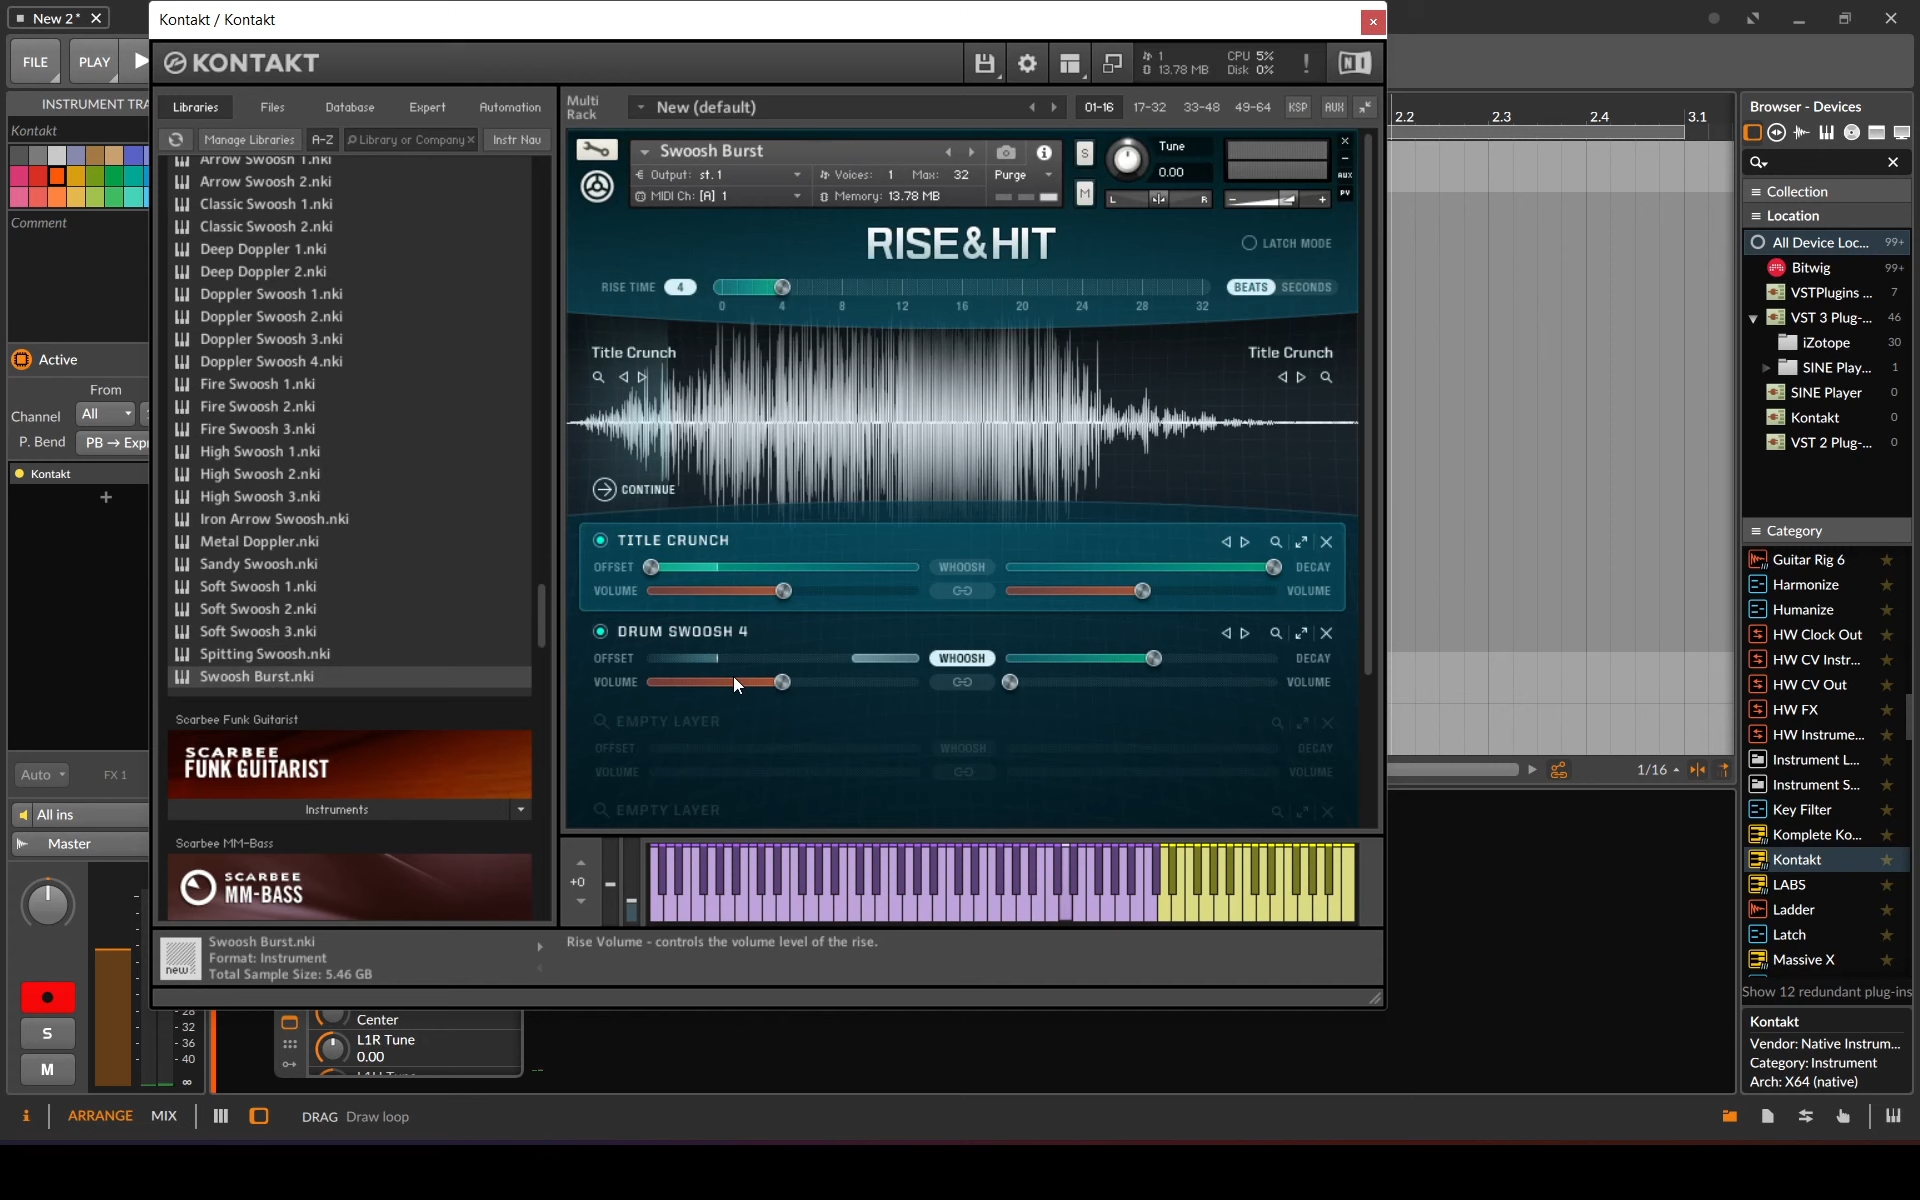 New 2*
Kontakt / Kontakt
FILE
PLAY
INSTRUMENT TRA
Kontakt
Comment
Active
From
Channel
All
P. Bend
PB → Expr
Kontakt
+
Auto
FX 1
All ins
Master
S
M
- 28
- 32
- 36
- 40
∞
KONTAKT
1
13.78 MB
CPU 5%
Disk 0%
!
Libraries
Files
Database
Expert
Automation
Manage Libraries
A-Z
Library or Company
Instr Nav
Arrow Swoosh 1.nki
Arrow Swoosh 2.nki
Classic Swoosh 1.nki
Classic Swoosh 2.nki
Deep Doppler 1.nki
Deep Doppler 2.nki
Doppler Swoosh 1.nki
Doppler Swoosh 2.nki
Doppler Swoosh 3.nki
Doppler Swoosh 4.nki
Fire Swoosh 1.nki
Fire Swoosh 2.nki
Fire Swoosh 3.nki
High Swoosh 1.nki
High Swoosh 2.nki
High Swoosh 3.nki
Iron Arrow Swoosh.nki
Metal Doppler.nki
Sandy Swoosh.nki
Soft Swoosh 1.nki
Soft Swoosh 2.nki
Soft Swoosh 3.nki
Spitting Swoosh.nki
Swoosh Burst.nki
Scarbee Funk Guitarist
SCARBEE
FUNK GUITARIST
Instruments
Scarbee MM-Bass
SCARBEE
MM-BASS
new
Swoosh Burst.nki
Format: Instrument
Total Sample Size: 5.46 GB
Multi
Rack
New (default)
01-16
17-32
33-48
49-64
KSP
AUX
Swoosh Burst
Output: st. 1
Voices: 1 Max: 32
Purge
MIDI Ch: [A] 1
Memory: 13.78 MB
S
M
Tune
0.00
L
R
- +
AUX
PV
RISE&HIT
LATCH MODE
RISE TIME
4
BEATS
SECONDS
0 4 8 12 16 20 24 28 32
Title Crunch
Title Crunch
CONTINUE
TITLE CRUNCH
OFFSET
WHOOSH
DECAY
VOLUME
VOLUME
DRUM SWOOSH 4
OFFSET
WHOOSH
DECAY
VOLUME
VOLUME
EMPTY LAYER
OFFSET
WHOOSH
DECAY
VOLUME
VOLUME
EMPTY LAYER
+0
Rise Volume - controls the volume level of the rise.
2.2
2.3
2.4
3.1
1/16
Center
L1R Tune
0.00
ARRANGE
MIX
DRAG Draw loop
Browser - Devices
Collection
Location
All Device Loc... 99+
Bitwig 99+
VSTPlugins ... 7
VST 3 Plug-... 46
iZotope 30
SINE Play... 1
SINE Player 0
Kontakt 0
VST 2 Plug-... 0
Category
Guitar Rig 6
Harmonize
Humanize
HW Clock Out
HW CV Instr...
HW CV Out
HW FX
HW Instrume...
Instrument L...
Instrument S...
Key Filter
Komplete Ko...
Kontakt
LABS
Ladder
Latch
Massive X
Show 12 redundant plug-ins
Kontakt
Vendor: Native Instrum...
Category: Instrument
Arch: X64 (native)